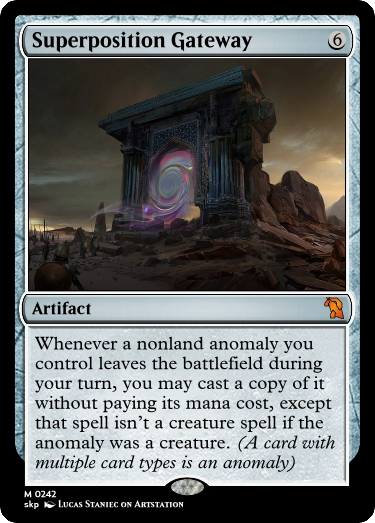 Superposition Gateway 6
Artifact
Whenever a nonland anomaly you
control leaves the battlefield during
your turn, you may cast a copy of it
without paying its mana cost, except
that spell isn't a creature spell if the
anomaly was a creature. (A card with
multiple card types is an anomaly)
M 0242
skp Lucas Staniec on Artstation